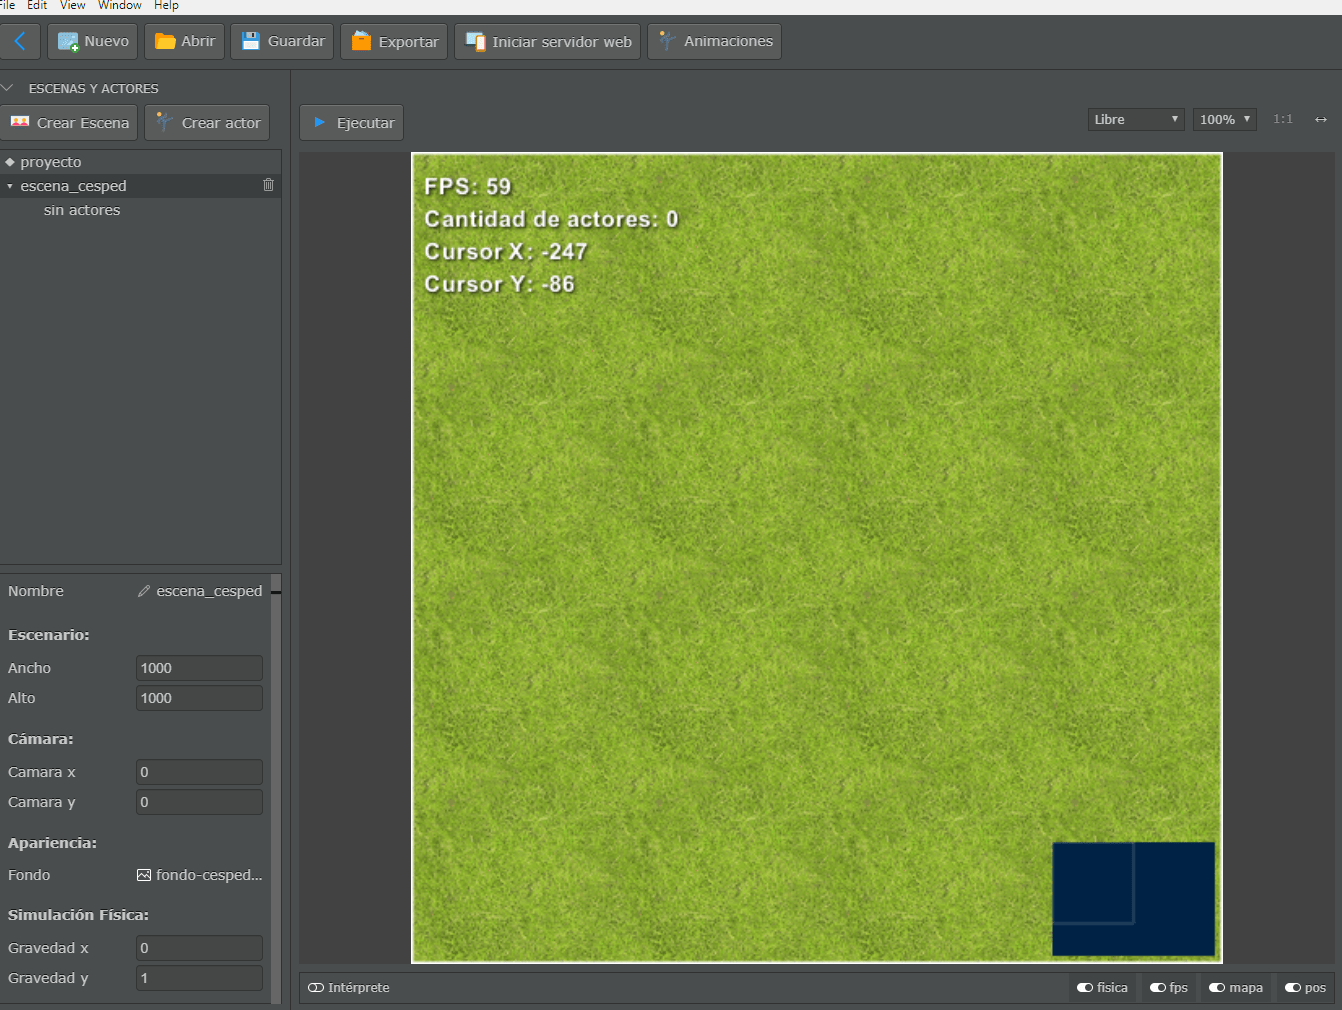 File Edit View Window Help
Nuevo Abrir Guardar Exportar Iniciar servidor web Animaciones
ESCENAS Y ACTORES
Crear Escena Crear actor
Ejecutar
Libre 100% 1:1
proyecto
escena_cesped
sin actores
FPS: 59
Cantidad de actores: 0
Cursor X: -247
Cursor Y: -86
Nombre escena_cesped
Escenario:
Ancho 1000
Alto 1000
Cámara:
Camara x 0
Camara y 0
Apariencia:
Fondo fondo-cesped...
Simulación Física:
Gravedad x 0
Gravedad y 1
Intérprete
fisica fps mapa pos